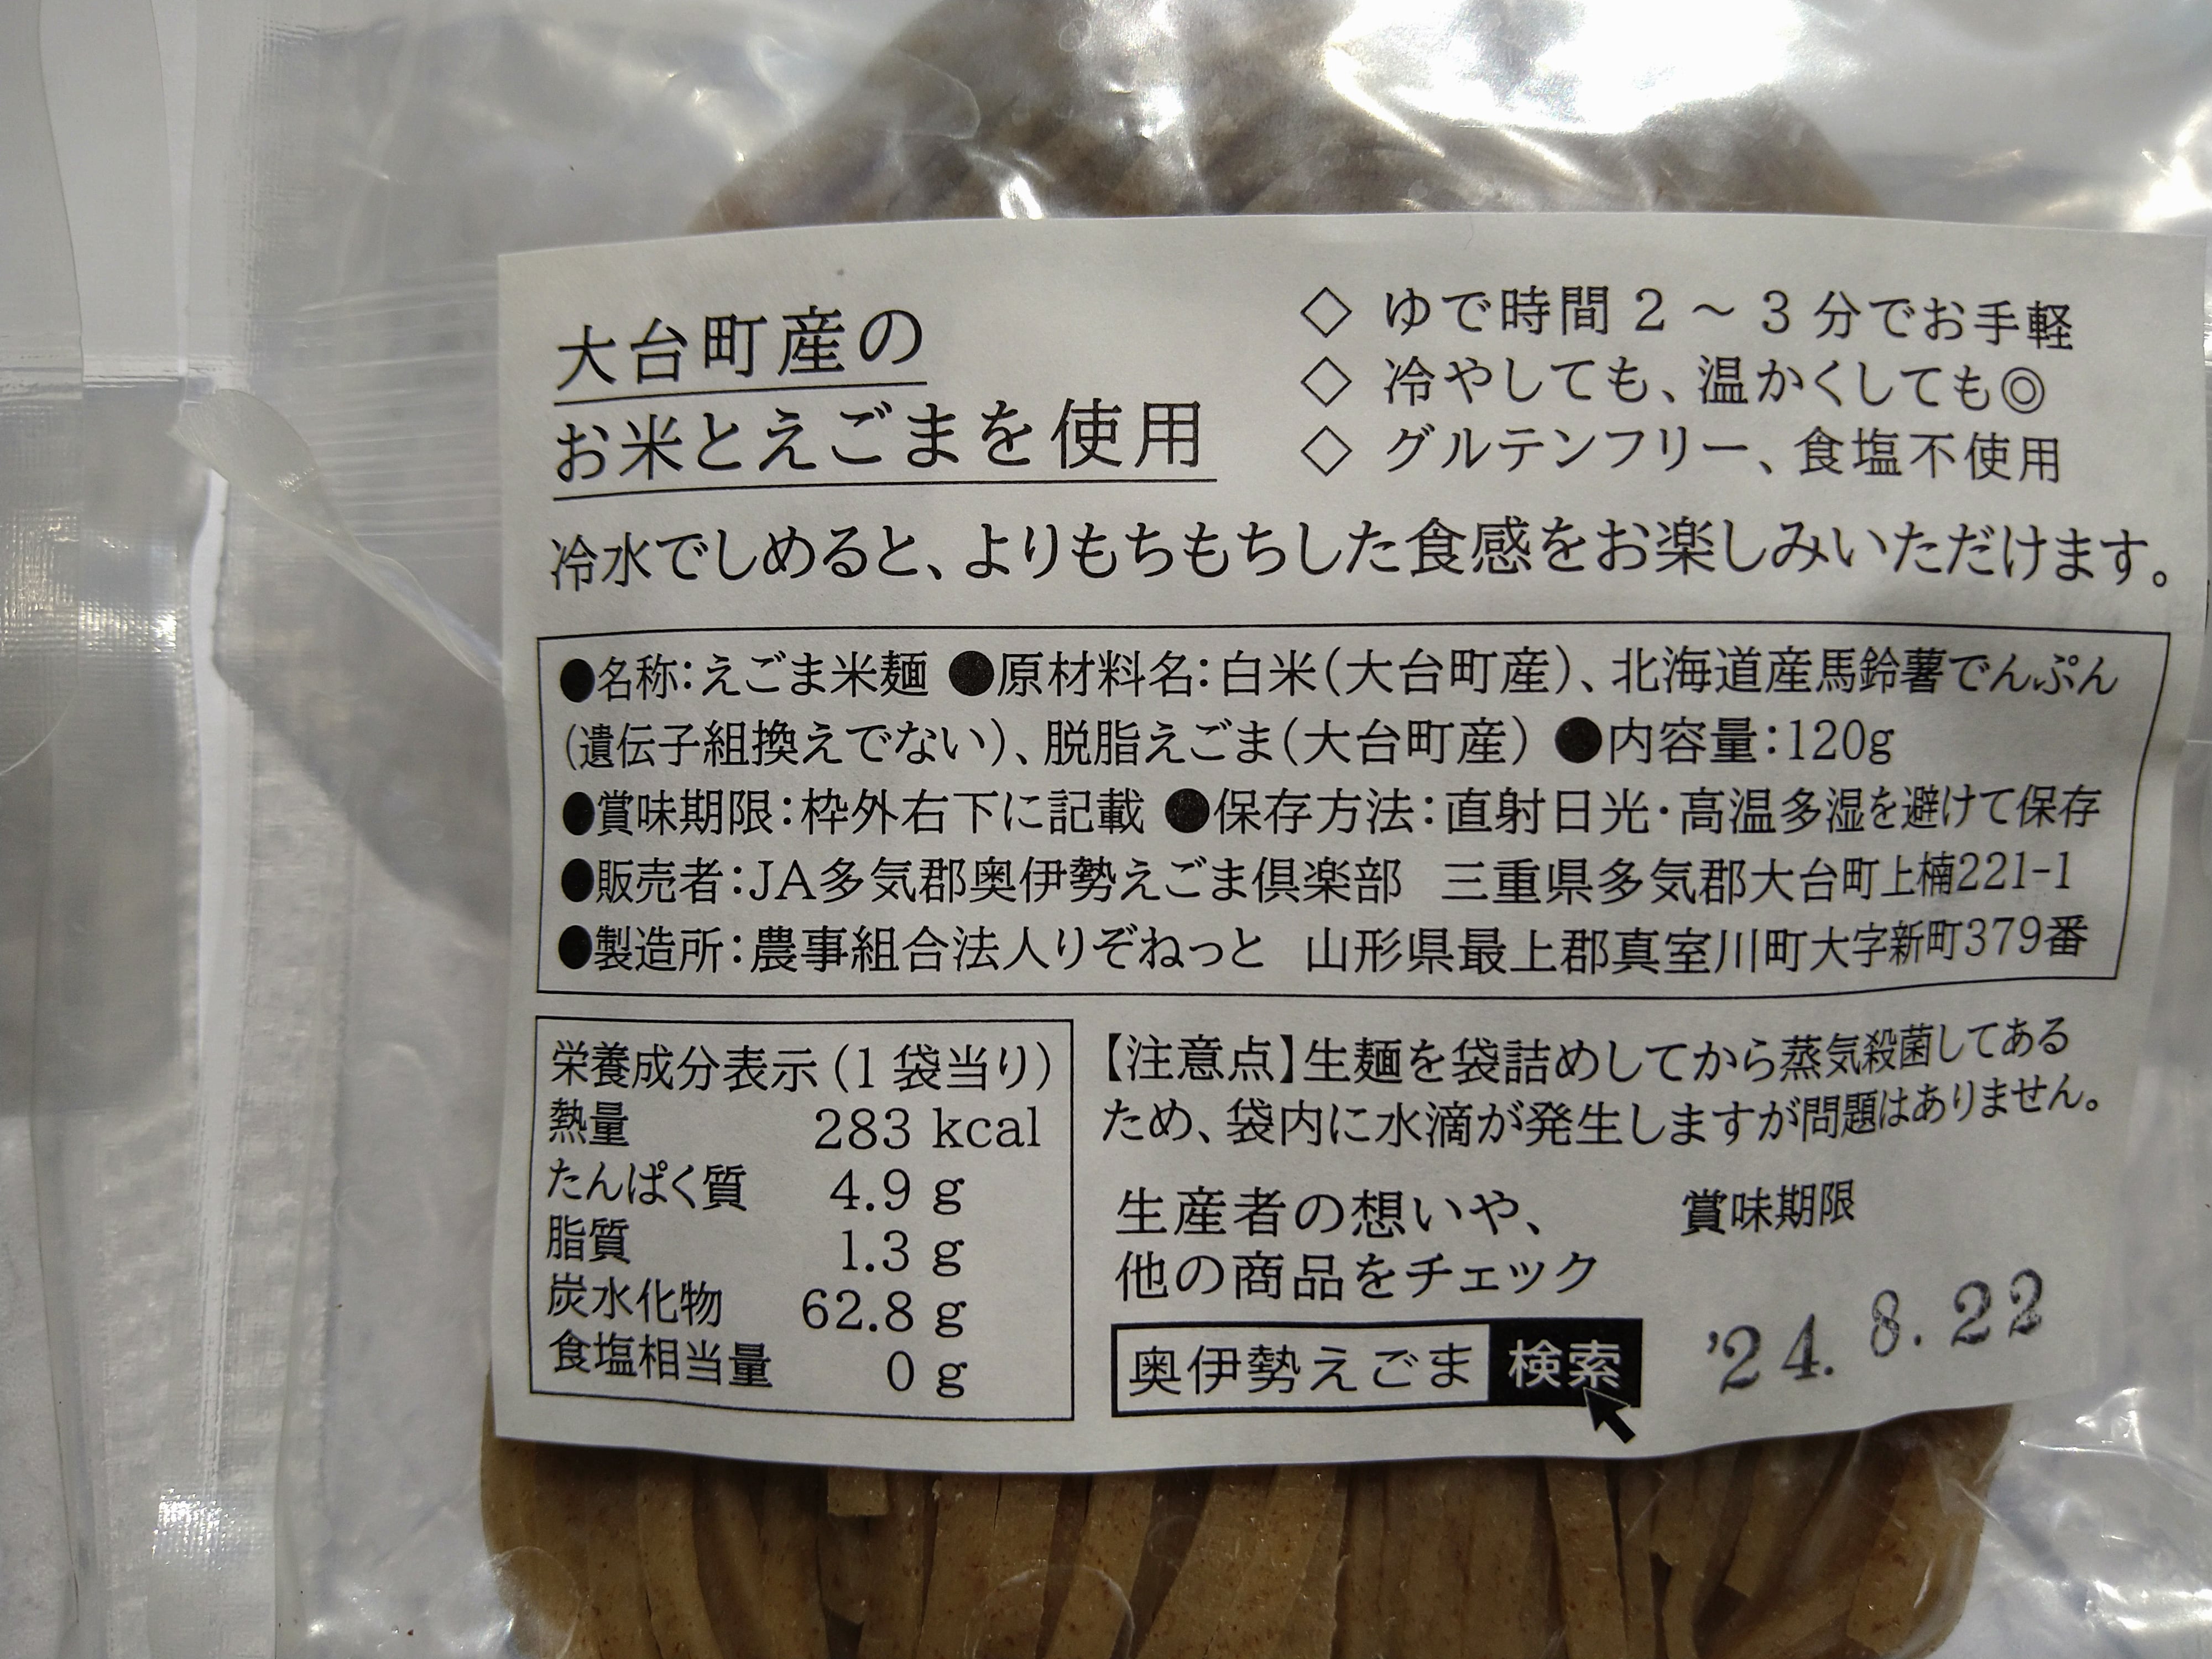 大台町産の
お米とえごまを使用
◇ ゆで時間 2 ～ 3 分でお手軽
◇ 冷やしても、温かくしても◎
◇ グルテンフリー、食塩不使用
冷水でしめると、よりもちもちした食感をお楽しみいただけます。
●名称：えごま米麺 ●原材料名：白米（大台町産）、北海道産馬鈴薯でんぷん
（遺伝子組換えでない）、脱脂えごま（大台町産） ●内容量：120g
●賞味期限：枠外右下に記載 ●保存方法：直射日光・高温多湿を避けて保存
●販売者：JA多気郡奥伊勢えごま倶楽部 三重県多気郡大台町上楠221-1
●製造所：農事組合法人りぞねっと 山形県最上郡真室川町大字新町379番
栄養成分表示（1 袋当り）
熱量 283 kcal
たんぱく質 4.9 g
脂質 1.3 g
炭水化物 62.8 g
食塩相当量 0 g
【注意点】生麺を袋詰めしてから蒸気殺菌してある
ため、袋内に水滴が発生しますが問題はありません。
生産者の想いや、
他の商品をチェック
奥伊勢えごま 検索
賞味期限
'24. 8. 22